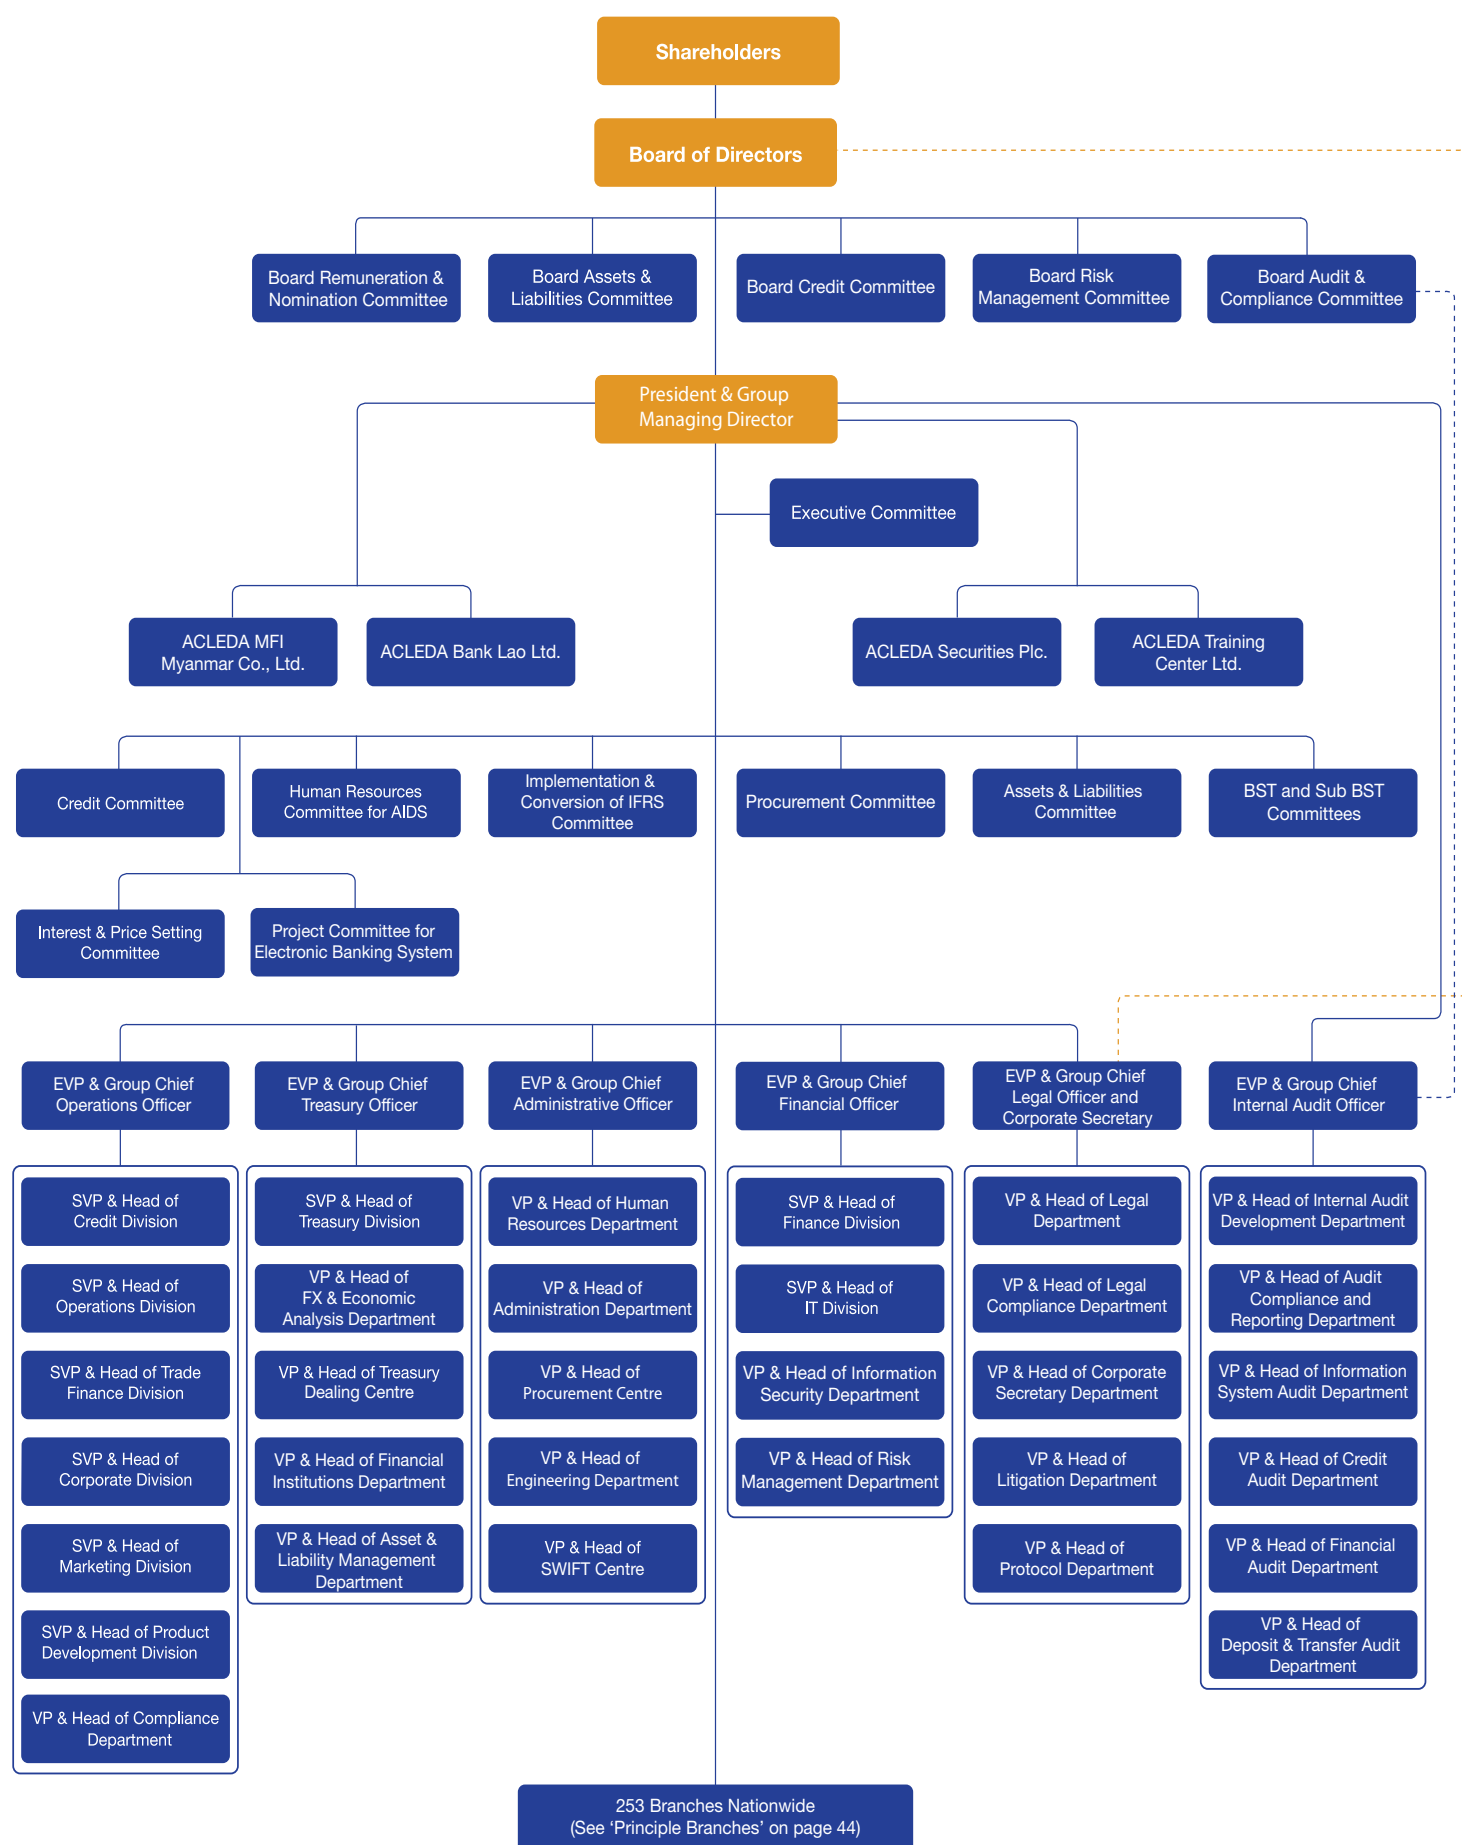 Shareholders
Board of Directors
Board Remuneration &
Nomination Committee
Board Assets &
Liabilities Committee
Board Credit Committee
Board Risk
Management Committee
Board Audit &
Compliance Committee
President & Group
Managing Director
Executive Committee
ACLEDA MFI
Myanmar Co., Ltd.
ACLEDA Bank Lao Ltd.
ACLEDA Securities Plc.
ACLEDA Training
Center Ltd.
Credit Committee
Human Resources
Committee for AIDS
Implementation &
Conversion of IFRS
Committee
Procurement Committee
Assets & Liabilities
Committee
BST and Sub BST
Committees
Interest & Price Setting
Committee
Project Committee for
Electronic Banking System
EVP & Group Chief
Operations Officer
EVP & Group Chief
Treasury Officer
EVP & Group Chief
Administrative Officer
EVP & Group Chief
Financial Officer
EVP & Group Chief
Legal Officer and
Corporate Secretary
EVP & Group Chief
Internal Audit Officer
SVP & Head of
Credit Division
SVP & Head of
Operations Division
SVP & Head of Trade
Finance Division
SVP & Head of
Corporate Division
SVP & Head of
Marketing Division
SVP & Head of Product
Development Division
VP & Head of Compliance
Department
SVP & Head of
Treasury Division
VP & Head of
FX & Economic
Analysis Department
VP & Head of Treasury
Dealing Centre
VP & Head of Financial
Institutions Department
VP & Head of Asset &
Liability Management
Department
VP & Head of Human
Resources Department
VP & Head of
Administration Department
VP & Head of
Procurement Centre
VP & Head of
Engineering Department
VP & Head of
SWIFT Centre
SVP & Head of
Finance Division
SVP & Head of
IT Division
VP & Head of Information
Security Department
VP & Head of Risk
Management Department
VP & Head of Legal
Department
VP & Head of Legal
Compliance Department
VP & Head of Corporate
Secretary Department
VP & Head of
Litigation Department
VP & Head of
Protocol Department
VP & Head of Internal Audit
Development Department
VP & Head of Audit
Compliance and
Reporting Department
VP & Head of Information
System Audit Department
VP & Head of Credit
Audit Department
VP & Head of Financial
Audit Department
VP & Head of
Deposit & Transfer Audit
Department
253 Branches Nationwide
(See ‘Principle Branches’ on page 44)